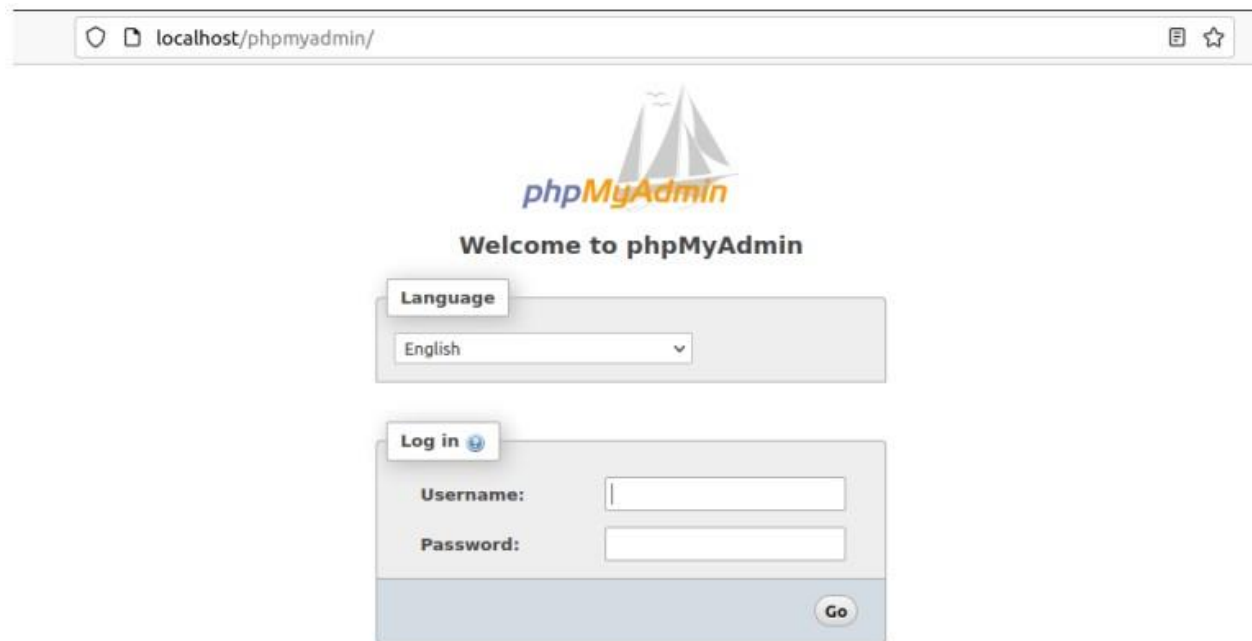 localhost/phpmyadmin/
phpMyAdmin
Welcome to phpMyAdmin
Language
English
Log in
Username:
Password:
Go